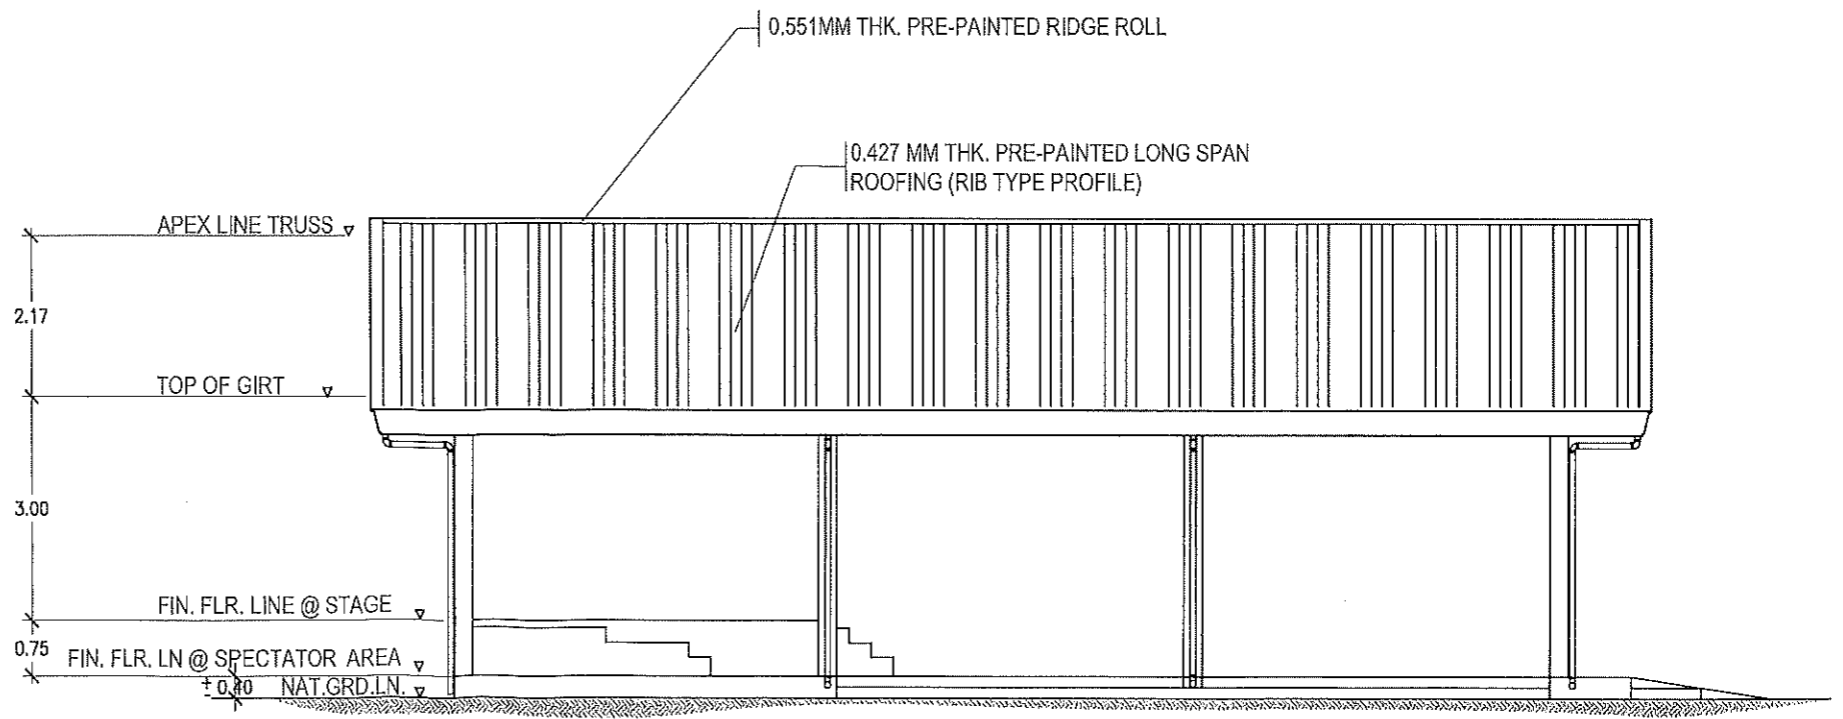 0.551MM THK. PRE-PAINTED RIDGE ROLL
0.427 MM THK. PRE-PAINTED LONG SPAN
ROOFING (RIB TYPE PROFILE)
APEX LINE TRUSS
2.17
TOP OF GIRT
3.00
FIN. FLR. LINE @ STAGE
0.75
FIN. FLR. LN @ SPECTATOR AREA
± 0.40 NAT.GRD.LN.